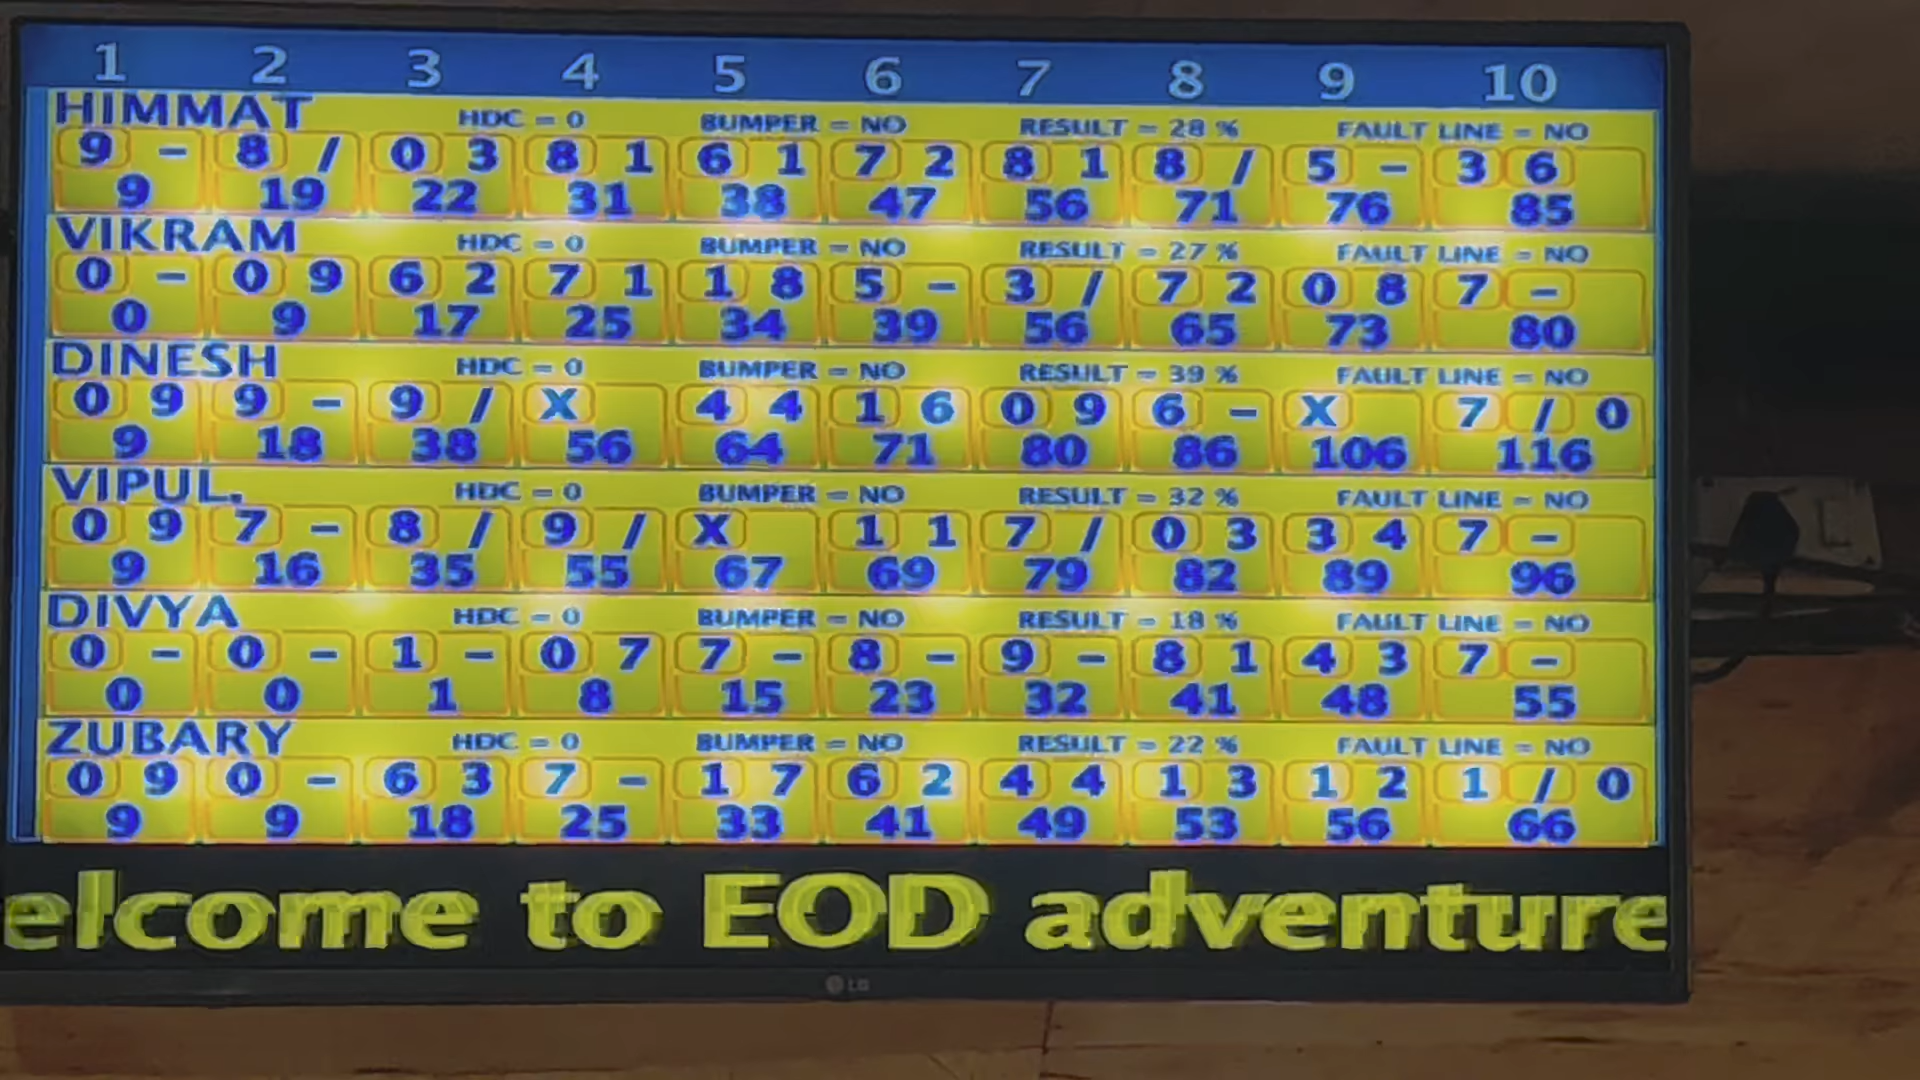 1 2 3 4 5 6 7 8 9 10
HIMMAT HDC = 0 BUMPER = NO RESULT = 28 % FAULT LINE = NO
9 - 8 / 0 3 8 1 6 1 7 2 8 1 8 / 5 - 3 6
9 19 22 31 38 47 56 71 76 85
VIKRAM HDC = 0 BUMPER = NO RESULT = 27 % FAULT LINE = NO
0 - 0 9 6 2 7 1 1 8 5 - 3 / 7 2 0 8 7 -
0 9 17 25 34 39 56 65 73 80
DINESH HDC = 0 BUMPER = NO RESULT = 39 % FAULT LINE = NO
0 9 9 - 9 / X 4 4 1 6 0 9 6 - X 7 / 0
9 18 38 56 64 71 80 86 106 116
VIPUL. HDC = 0 BUMPER = NO RESULT = 32 % FAULT LINE = NO
0 9 7 - 8 / 9 / X 1 1 7 / 0 3 3 4 7 -
9 16 35 55 67 69 79 82 89 96
DIVYA HDC = 0 BUMPER = NO RESULT = 18 % FAULT LINE = NO
0 - 0 - 1 - 0 7 7 - 8 - 9 - 8 1 4 3 7 -
0 0 1 8 15 23 32 41 48 55
ZUBARY HDC = 0 BUMPER = NO RESULT = 22 % FAULT LINE = NO
0 9 0 - 6 3 7 - 1 7 6 2 4 4 1 3 1 2 1 / 0
9 9 18 25 33 41 49 53 56 66
elcome to EOD adventure
LG